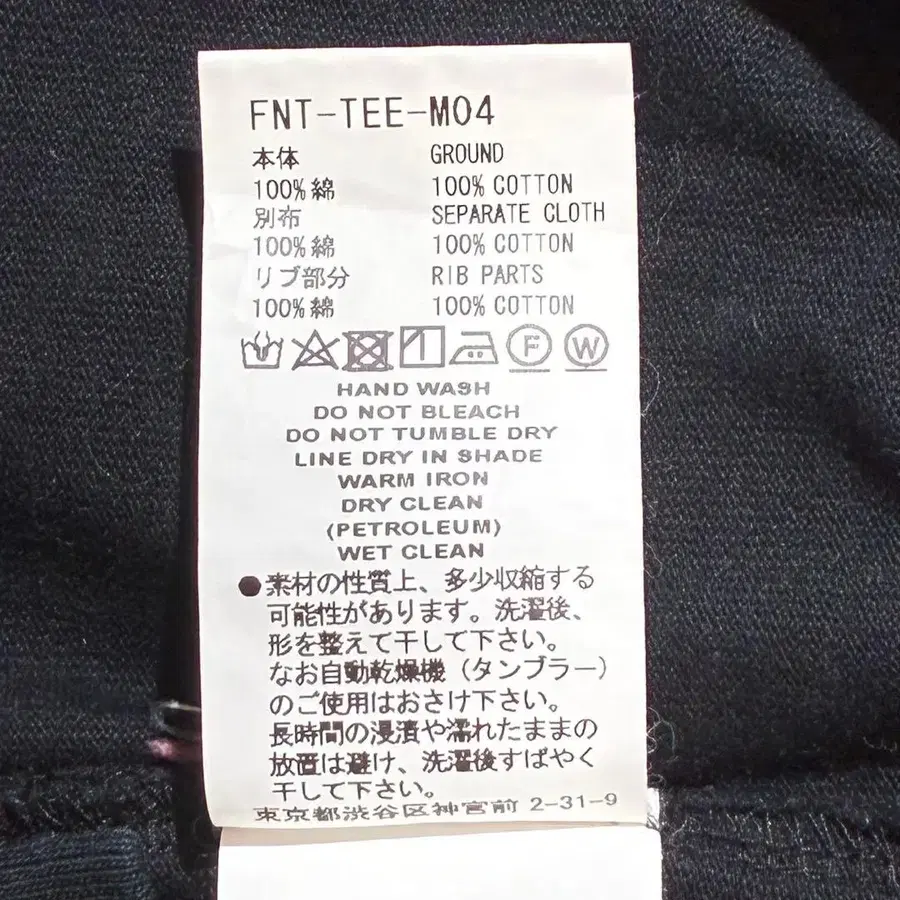 FNT-TEE-M04
本体 GROUND
100%綿 100% COTTON
別布 SEPARATE CLOTH
100%綿 100% COTTON
リブ部分 RIB PARTS
100%綿 100% COTTON
F W
HAND WASH
DO NOT BLEACH
DO NOT TUMBLE DRY
LINE DRY IN SHADE
WARM IRON
DRY CLEAN
(PETROLEUM)
WET CLEAN
●素材の性質上、多少収縮する
可能性があります。洗濯後、
形を整えて干して下さい。
なお自動乾燥機(タンブラー)
のご使用はおさけ下さい。
長時間の浸漬や濡れたままの
放置は避け、洗濯後すばやく
干して下さい。
東京都渋谷区神宮前 2-31-9